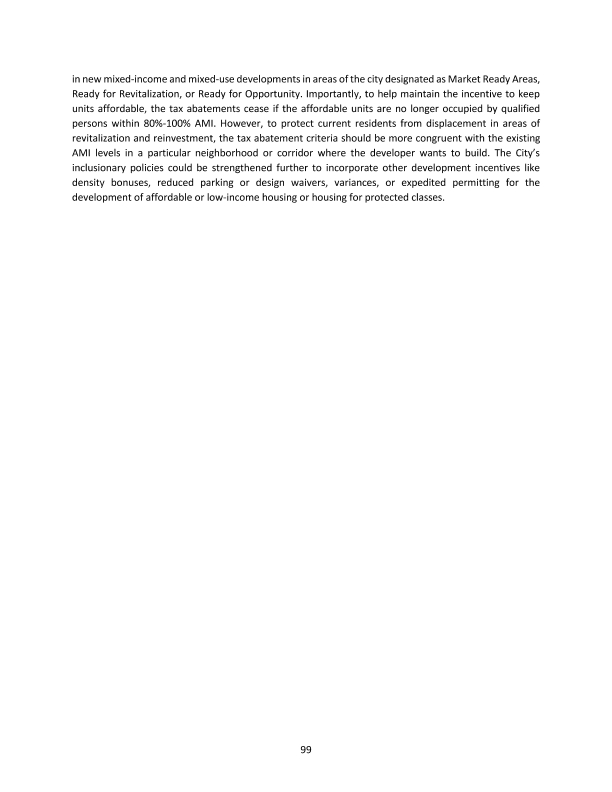 in new mixed-income and mixed-use developments in areas of the city designated as Market Ready Areas,
Ready for Revitalization, or Ready for Opportunity. Importantly, to help maintain the incentive to keep
units affordable, the tax abatements cease if the affordable units are no longer occupied by qualified
persons within 80%-100% AMI. However, to protect current residents from displacement in areas of
revitalization and reinvestment, the tax abatement criteria should be more congruent with the existing
AMI levels in a particular neighborhood or corridor where the developer wants to build. The City’s
inclusionary policies could be strengthened further to incorporate other development incentives like
density bonuses, reduced parking or design waivers, variances, or expedited permitting for the
development of affordable or low-income housing or housing for protected classes.
99